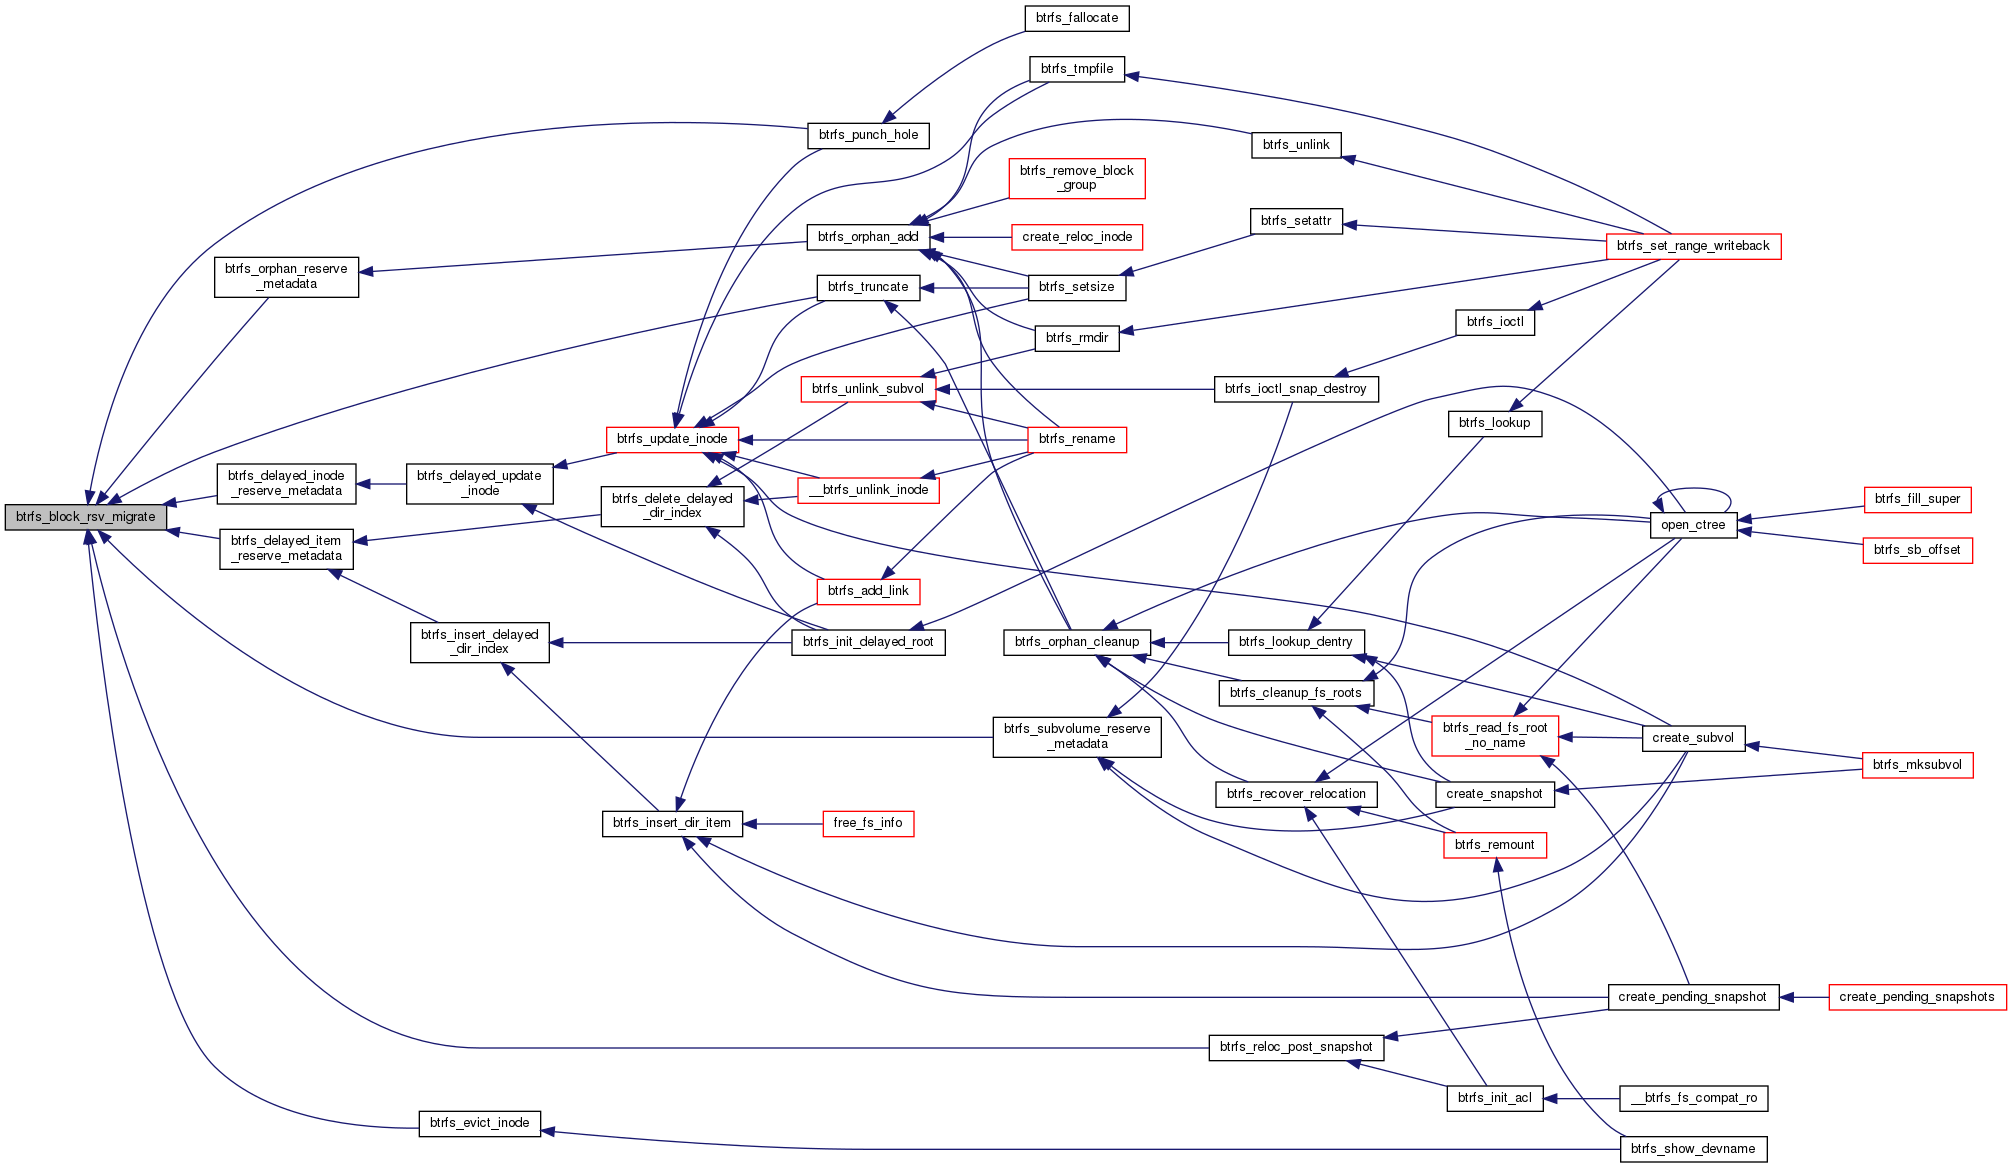 btrfs_fallocate
btrfs_tmpfile
btrfs_punch_hole
btrfs_unlink
btrfs_remove_block
_group
btrfs_setattr
btrfs_orphan_add
create_reloc_inode
btrfs_set_range_writeback
btrfs_orphan_reserve
_metadata
btrfs_truncate
btrfs_setsize
btrfs_ioctl
btrfs_rmdir
btrfs_unlink_subvol
btrfs_ioctl_snap_destroy
btrfs_lookup
btrfs_update_inode
btrfs_rename
btrfs_delayed_inode
_reserve_metadata
btrfs_delayed_update
_inode
__btrfs_unlink_inode
btrfs_fill_super
btrfs_delete_delayed
_dir_index
btrfs_block_rsv_migrate
open_ctree
btrfs_delayed_item
_reserve_metadata
btrfs_sb_offset
btrfs_add_link
btrfs_insert_delayed
_dir_index
btrfs_init_delayed_root
btrfs_orphan_cleanup
btrfs_lookup_dentry
btrfs_cleanup_fs_roots
btrfs_subvolume_reserve
_metadata
btrfs_read_fs_root
_no_name
create_subvol
btrfs_mksubvol
btrfs_recover_relocation
create_snapshot
btrfs_insert_dir_item
free_fs_info
btrfs_remount
create_pending_snapshot
create_pending_snapshots
btrfs_reloc_post_snapshot
btrfs_init_acl
__btrfs_fs_compat_ro
btrfs_evict_inode
btrfs_show_devname